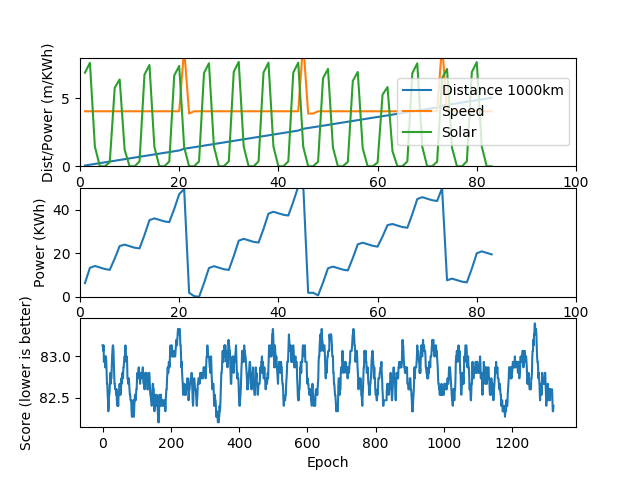 Dist/Power (m/KWh)
5
0
Distance 1000km
Speed
Solar
0 20 40 60 80 100
Power (KWh)
40
20
0
0 20 40 60 80 100
Score (lower is better)
83.0
82.5
0 200 400 600 800 1000 1200
Epoch